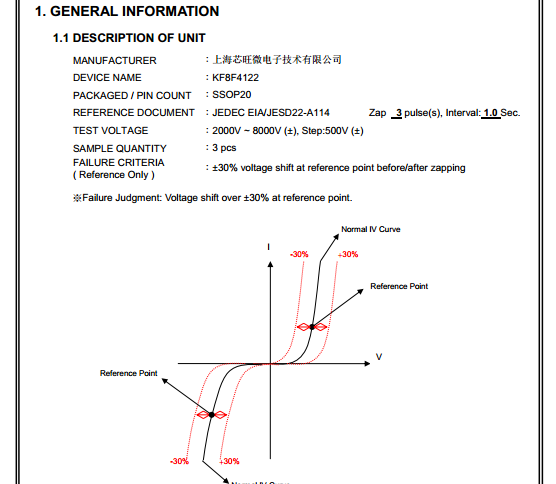 1. GENERAL INFORMATION
1.1 DESCRIPTION OF UNIT
MANUFACTURER : 上海芯旺微电子技术有限公司
DEVICE NAME : KF8F4122
PACKAGED / PIN COUNT : SSOP20
REFERENCE DOCUMENT : JEDEC EIA/JESD22-A114 Zap 3 pulse(s), Interval: 1.0 Sec.
TEST VOLTAGE : 2000V ~ 8000V (±), Step:500V (±)
SAMPLE QUANTITY : 3 pcs
FAILURE CRITERIA
( Reference Only ) : ±30% voltage shift at reference point before/after zapping
※Failure Judgment: Voltage shift over ±30% at reference point.
Normal IV Curve
I
-30% +30%
Reference Point
V
Reference Point
-30% +30%
Normal IV Curve